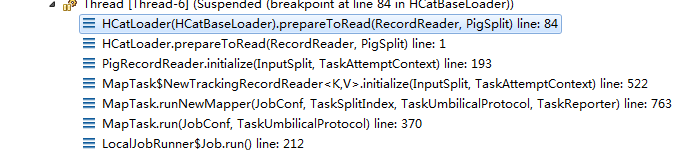 Thread [Thread-6] (Suspended (breakpoint at line 84 in HCatBaseLoader))
HCatLoader(HCatBaseLoader).prepareToRead(RecordReader, PigSplit) line: 84
HCatLoader.prepareToRead(RecordReader, PigSplit) line: 1
PigRecordReader.initialize(InputSplit, TaskAttemptContext) line: 193
MapTask$NewTrackingRecordReader<K,V>.initialize(InputSplit, TaskAttemptContext) line: 522
MapTask.runNewMapper(JobConf, TaskSplitIndex, TaskUmbilicalProtocol, TaskReporter) line: 763
MapTask.run(JobConf, TaskUmbilicalProtocol) line: 370
LocalJobRunner$Job.run() line: 212